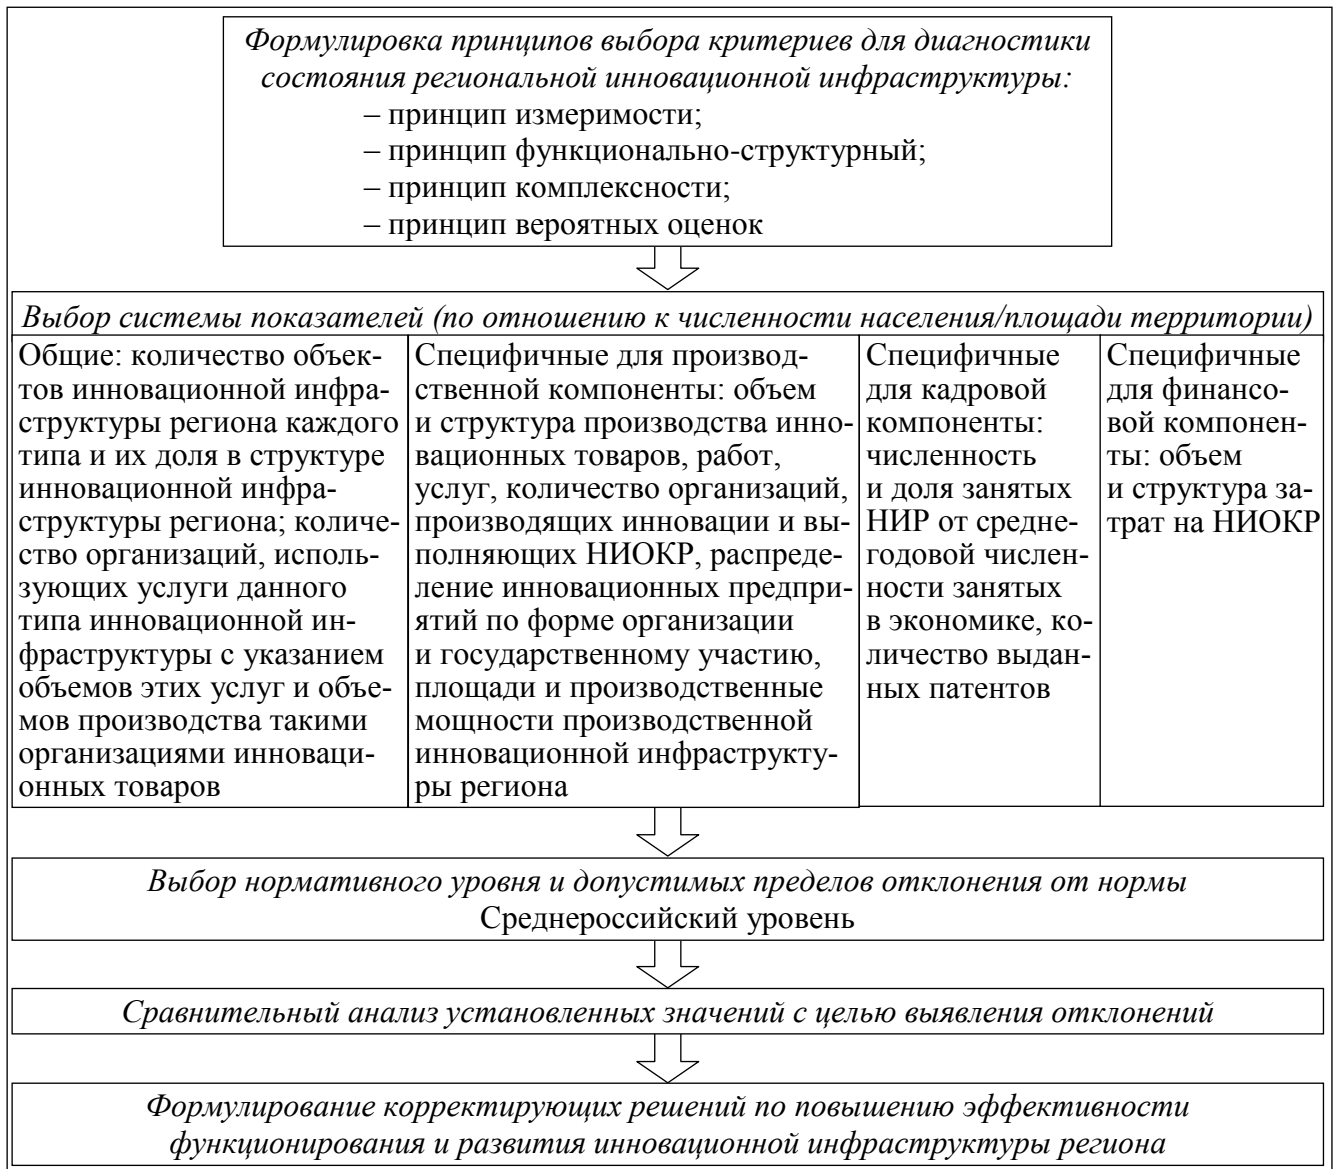 Формулировка принципов выбора критериев для диагностики
состояния региональной инновационной инфраструктуры:
– принцип измеримости;
– принцип функционально-структурный;
– принцип комплексности;
– принцип вероятных оценок
Выбор системы показателей (по отношению к численности населения/площади территории)
Общие: количество объек-
тов инновационной инфра-
структуры региона каждого
типа и их доля в структуре
инновационной инфра-
структуры региона; количе-
ство организаций, исполь-
зующих услуги данного
типа инновационной ин-
фраструктуры с указанием
объемов этих услуг и объе-
мов производства такими
организациями инноваци-
онных товаров
Специфичные для производ-
ственной компоненты: объем
и структура производства инно-
вационных товаров, работ,
услуг, количество организаций,
производящих инновации и вы-
полняющих НИОКР, распреде-
ление инновационных предпри-
ятий по форме организации
и государственному участию,
площади и производственные
мощности производственной
инновационной инфраструкту-
ры региона
Специфичные
для кадровой
компоненты:
численность
и доля занятых
НИР от средне-
годовой числен-
ности занятых
в экономике, ко-
личество выдан-
ных патентов
Специфичные
для финансо-
вой компонен-
ты: объем
и структура за-
трат на НИОКР
Выбор нормативного уровня и допустимых пределов отклонения от нормы
Среднероссийский уровень
Сравнительный анализ установленных значений с целью выявления отклонений
Формулирование корректирующих решений по повышению эффективности
функционирования и развития инновационной инфраструктуры региона